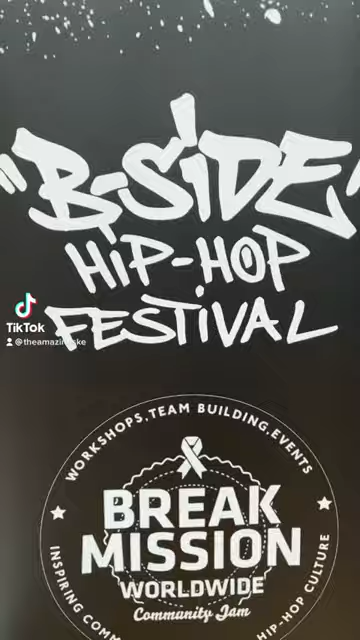 "B-SiDE"
HiP-HOP
FESTiVAL
TikTok
WORKSHOPS.TEAM BUILDING.EVENTS
BREAK
MISSION
WORLDWIDE
Community Jam
INSPIRING
HIP-HOP CULTURE